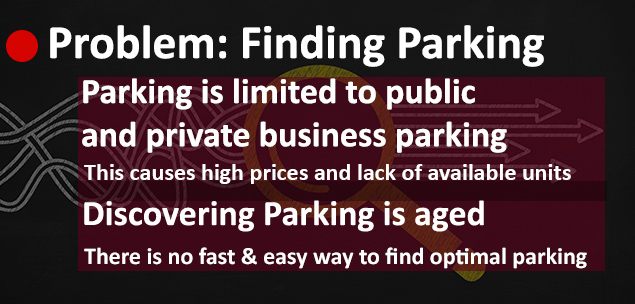 Problem: Finding Parking
Parking is limited to public
and private business parking
This causes high prices and lack of available units
Discovering Parking is aged
There is no fast & easy way to find optimal parking